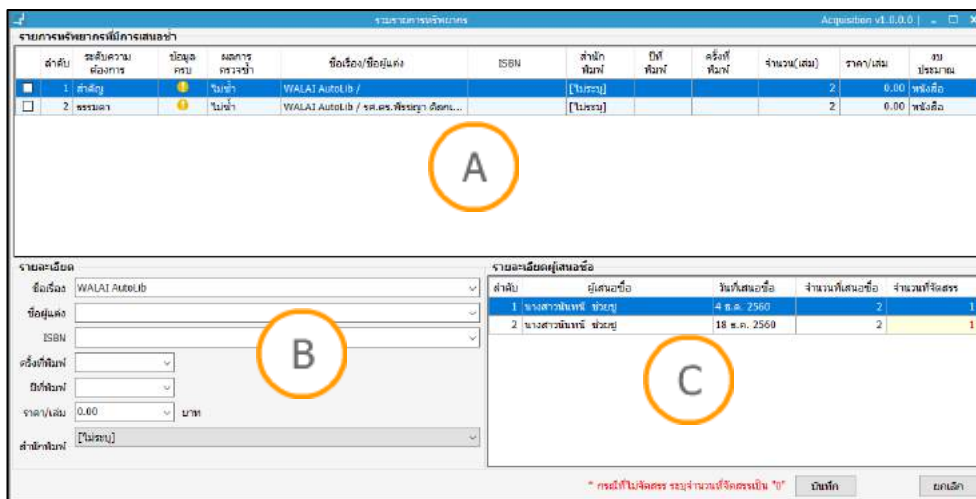 รวมรายการทรัพยากร Acquisition v1.0.0.0
รายการทรัพยากรที่มีการเสนอซ้ำ
ลำดับ ระดับความต้องการ ข้อมูลครบ ผลการตรวจซ้ำ ชื่อเรื่อง/ชื่อผู้แต่ง ISBN สำนักพิมพ์ ปีที่พิมพ์ ครั้งที่พิมพ์ จำนวน(เล่ม) ราคา/เล่ม งบประมาณ
1 สำคัญ ไม่ซ้ำ WALAI AutoLib / [ไม่ระบุ] 2 0.00 หนังสือ
2 ธรรมดา ไม่ซ้ำ WALAI AutoLib / รศ.ดร. [ไม่ระบุ] 2 0.00 หนังสือ
A
รายละเอียด
ชื่อเรื่อง WALAI AutoLib
ชื่อผู้แต่ง
ISBN
ครั้งที่พิมพ์
ปีที่พิมพ์
ราคา/เล่ม 0.00 บาท
สำนักพิมพ์ [ไม่ระบุ]
B
รายละเอียดผู้เสนอชื่อ
ลำดับ ผู้เสนอชื่อ วันที่เสนอชื่อ จำนวนที่เสนอชื่อ จำนวนที่จัดสรร
1 นางสาวนันทนี ช่วยชู 4 ธ.ค. 2560 2 1
2 นางสาวนันทนี ช่วยชู 18 ธ.ค. 2560 2 1
C
* กรณีที่ไม่จัดสรร ระบุจำนวนที่จัดสรรเป็น "0" บันทึก ยกเลิก